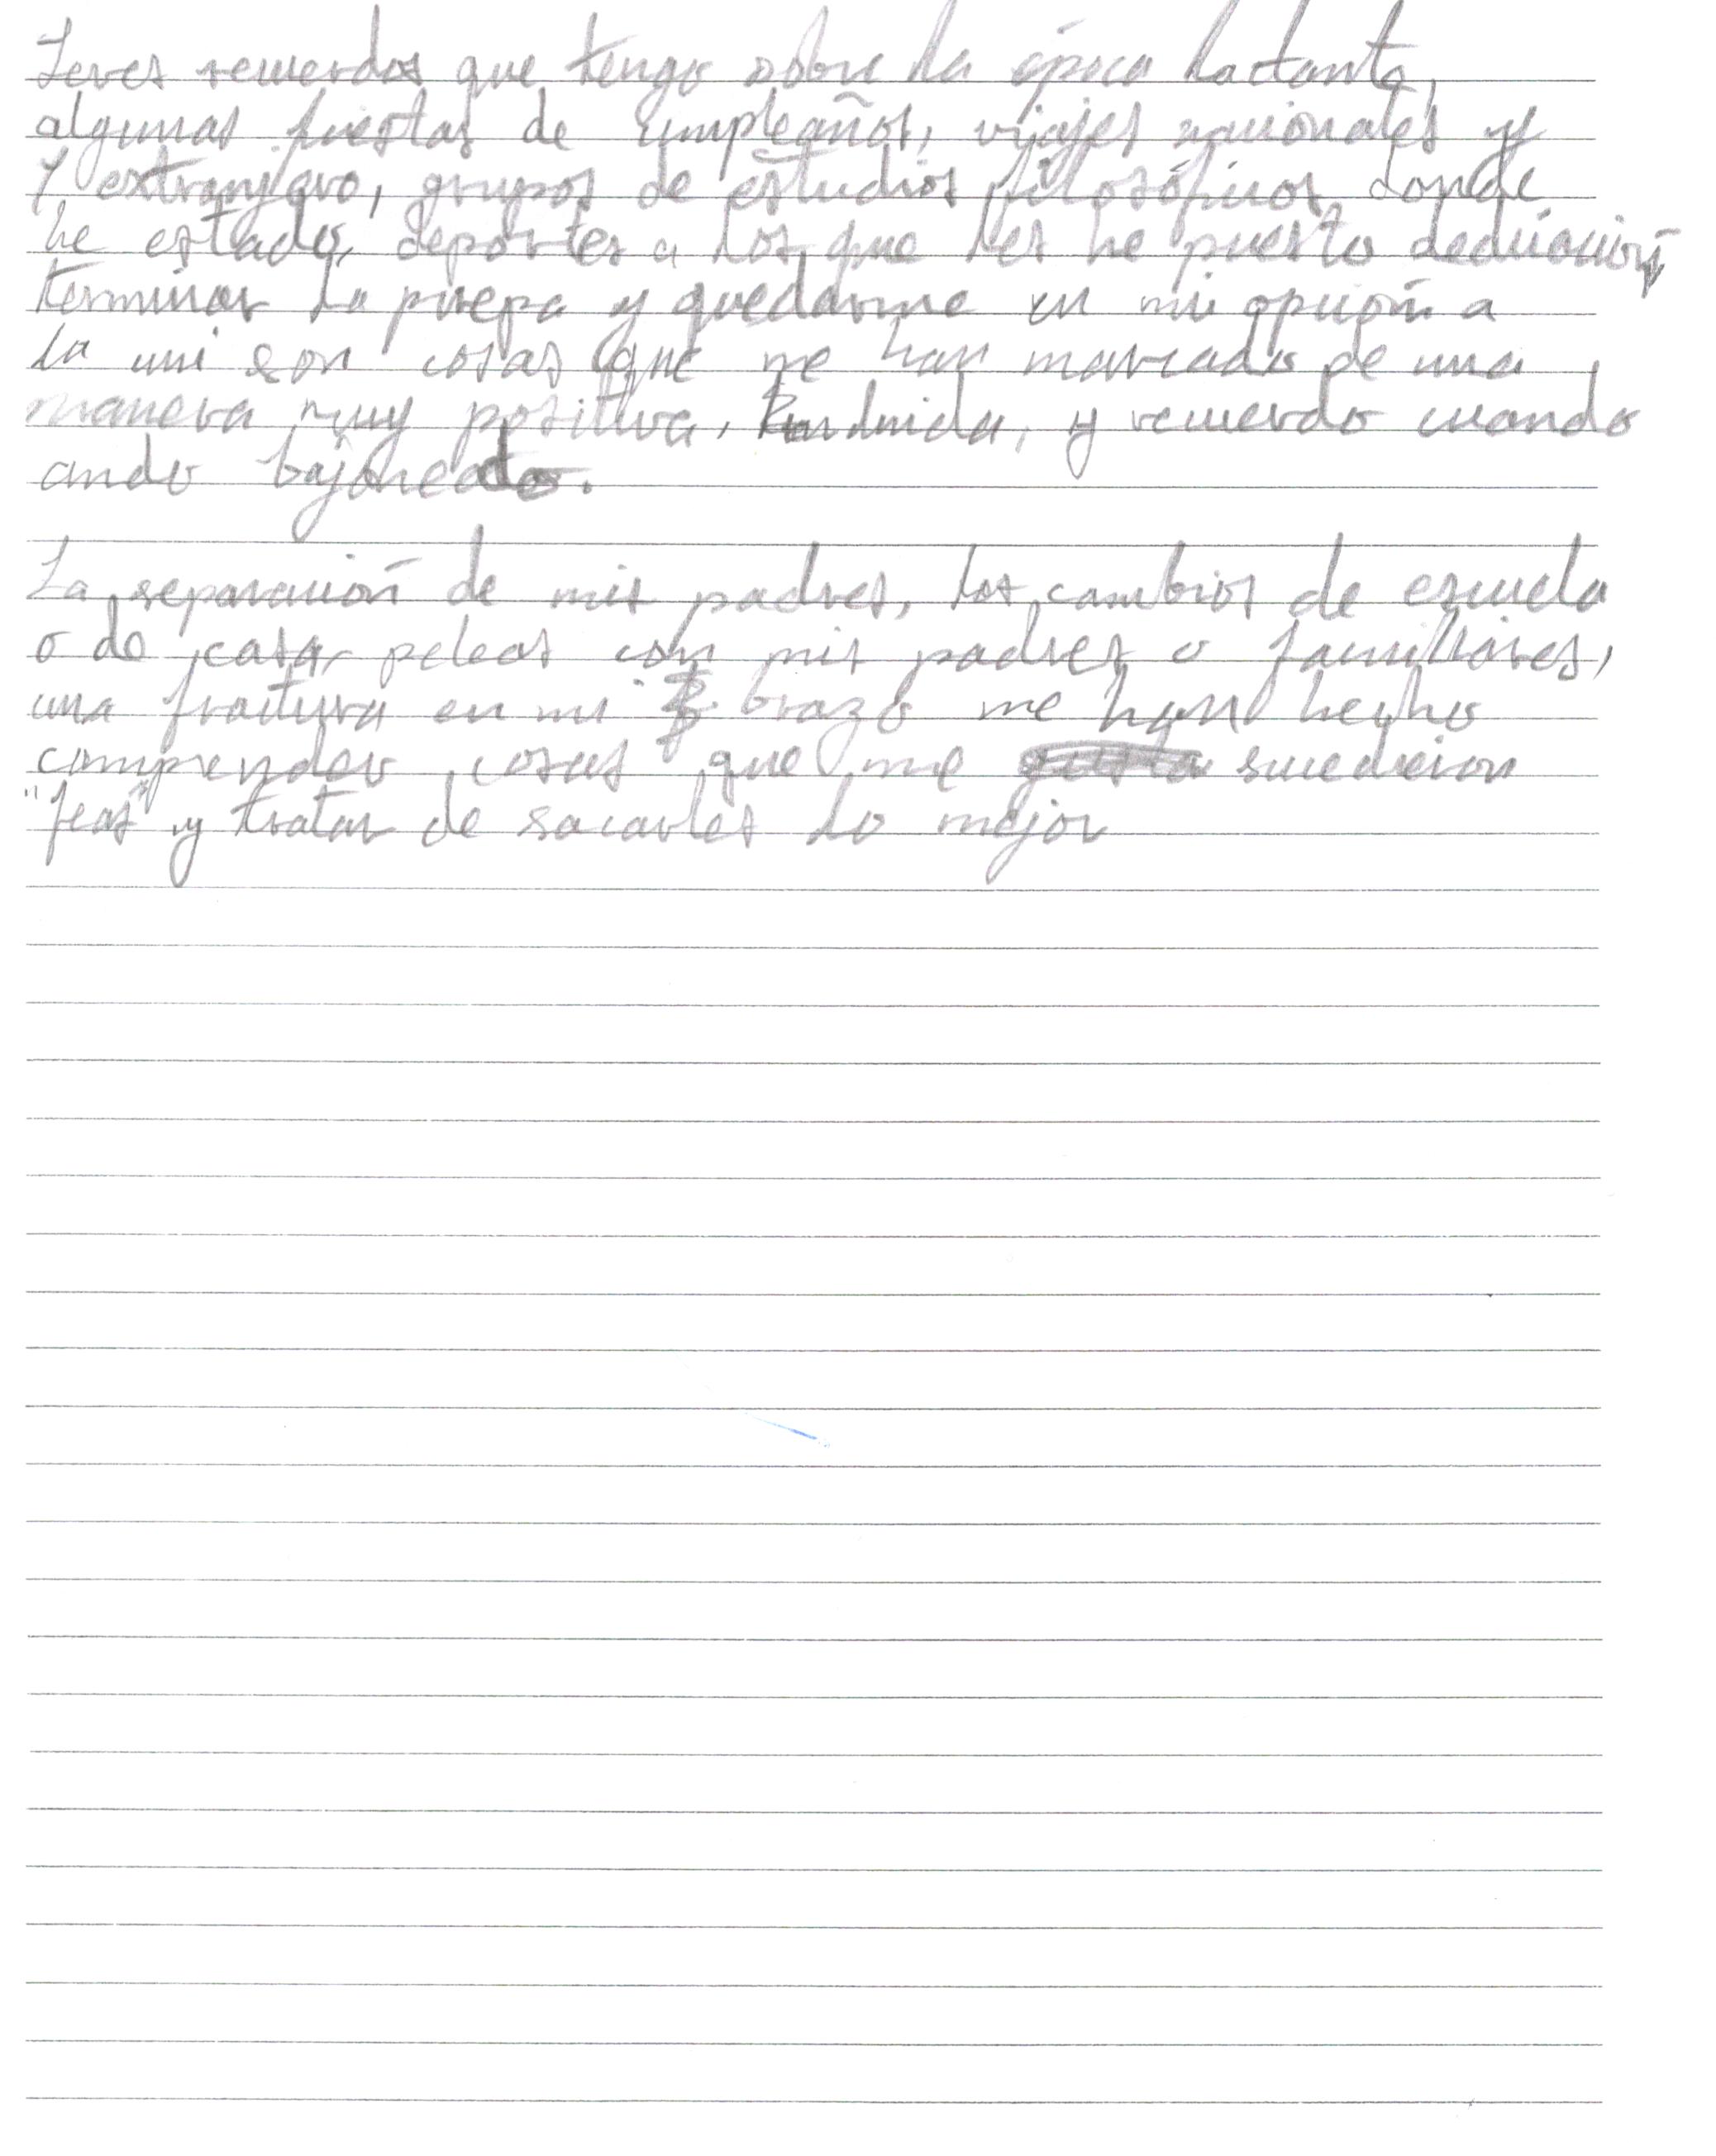 Leves recuerdos que tengo sobre la época lactante,
algunas fiestas de cumpleaños, viajes nacionales y
y extranjero, grupos de estudios filosóficos donde
he estado, deportes a los que les he puesto dedicación,
terminar la prepa y quedarme en mi opción a
la uni son cosas que me han marcado de una
manera muy positiva, y recuerdo cuando
ando bajoneado.
La separación de mis padres, los cambios de escuela
o de casa, peleas con mis padres o familiares,
una fractura en mi brazo me han hecho
comprender cosas que me sucedieron
"feas" y tratar de sacarles lo mejor